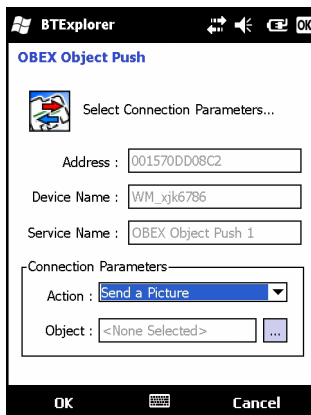 BTExplorer OK
OBEX Object Push
Select Connection Parameters...
Address : 001570DD08C2
Device Name : WM_xjk6786
Service Name : OBEX Object Push 1
Connection Parameters
Action : Send a Picture
Object : <None Selected> ...
OK Cancel